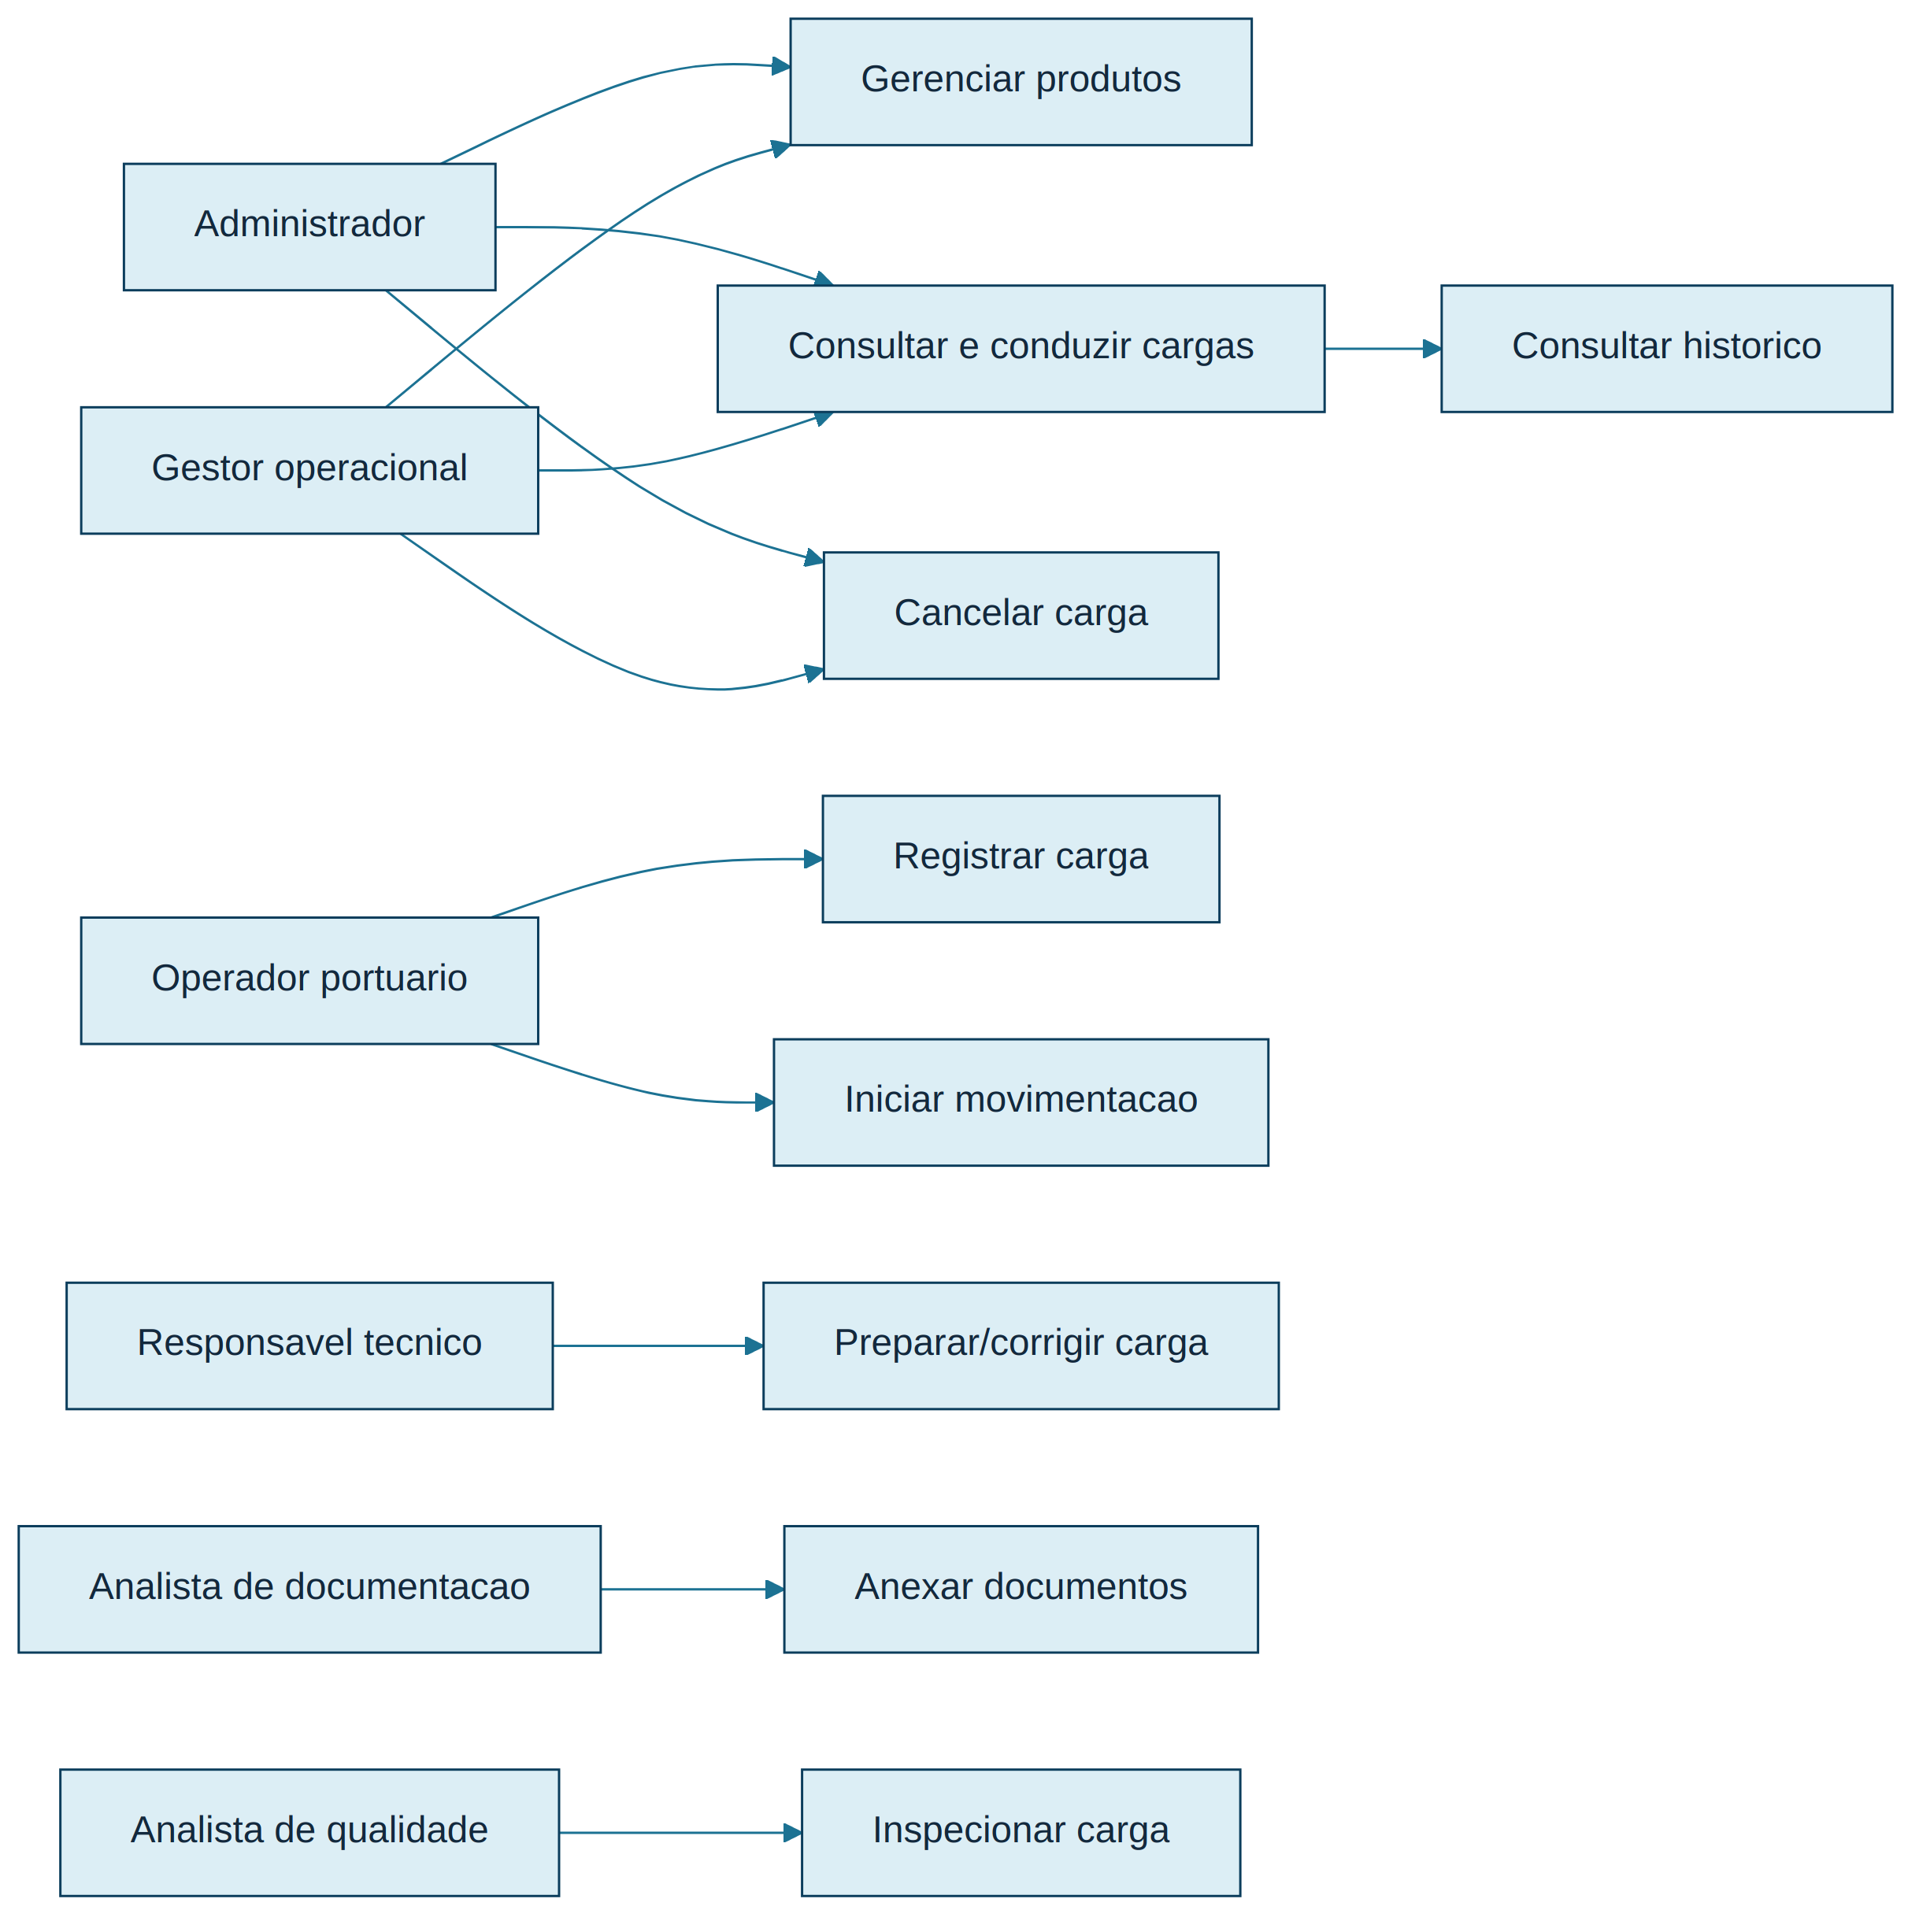 Gerenciar produtos
Administrador
Consultar e conduzir cargas
Consultar historico
Gestor operacional
Cancelar carga
Registrar carga
Operador portuario
Iniciar movimentacao
Responsavel tecnico
Preparar/corrigir carga
Analista de documentacao
Anexar documentos
Analista de qualidade
Inspecionar carga